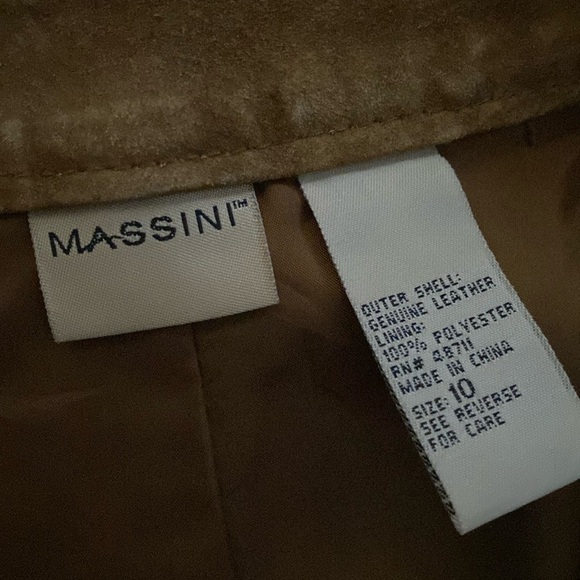 MASSINI™
OUTER SHELL:
GENUINE LEATHER
LINING:
100% POLYESTER
RN# 48711
MADE IN CHINA
SIZE: 10
SEE REVERSE
FOR CARE